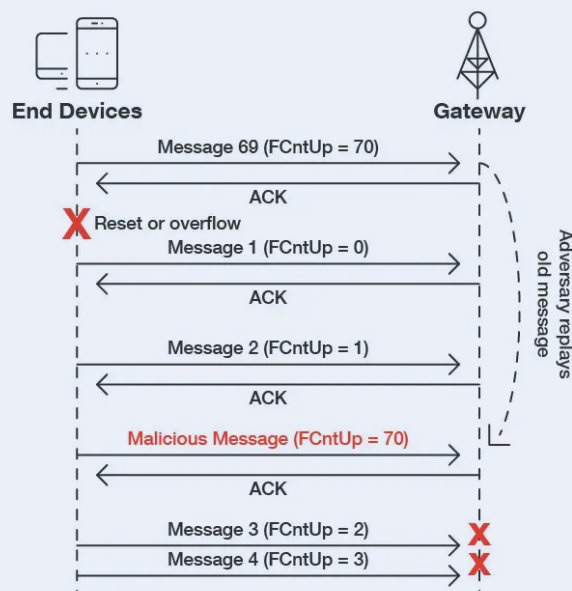 End Devices
Gateway
Message 69 (FCntUp = 70)
ACK
Reset or overflow
Message 1 (FCntUp = 0)
ACK
Message 2 (FCntUp = 1)
ACK
Malicious Message (FCntUp = 70)
ACK
Message 3 (FCntUp = 2)
Message 4 (FCntUp = 3)
Adversary replays
old message